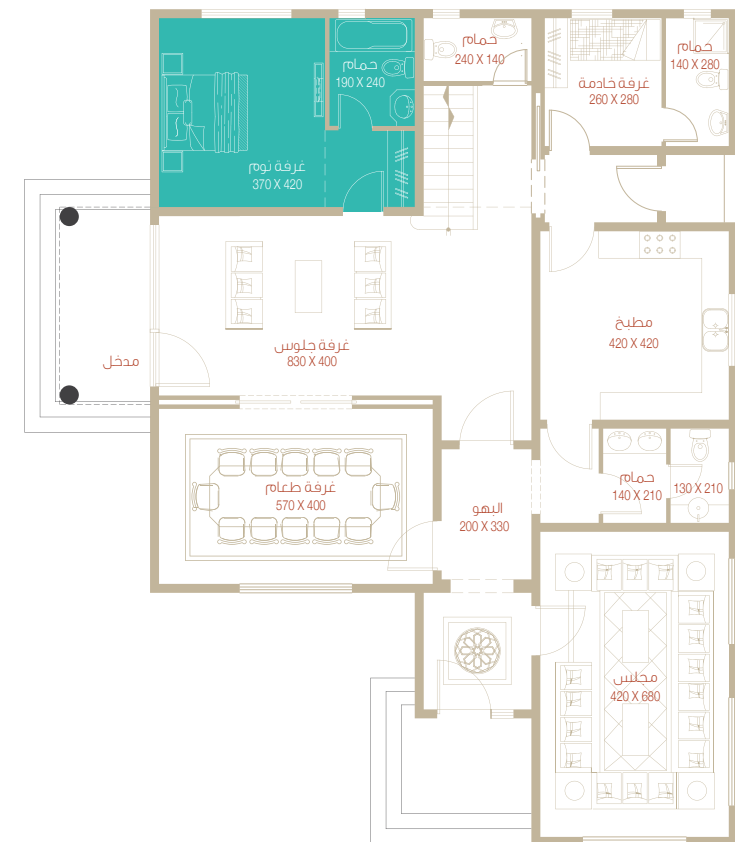 حمام
240 X 140
حمام
140 X 280
حمام
190 X 240
غرفة خادمة
260 X 280
غرفة نوم
370 X 420
مطبخ
420 X 420
غرفة جلوس
830 X 400
مدخل
غرفة طعام
570 X 400
حمام
140 X 210
130 X 210
البهو
200 X 330
مجلس
420 X 680